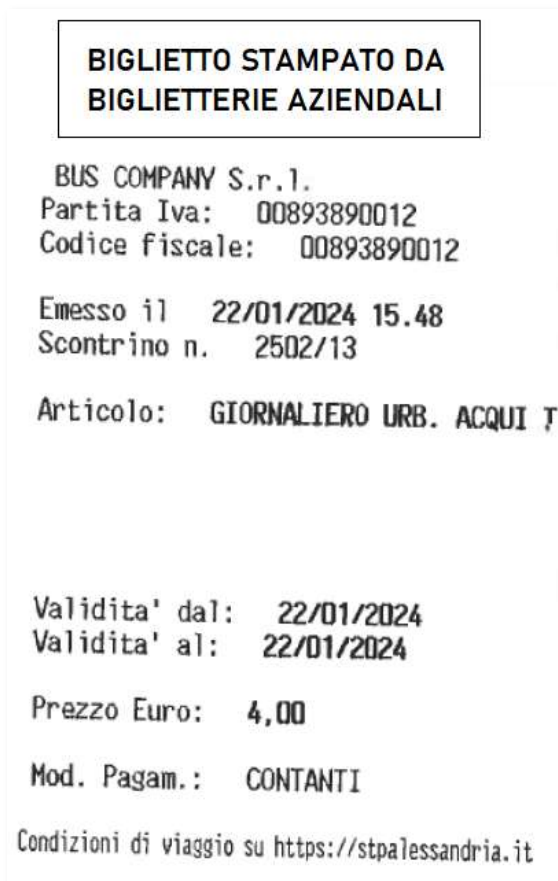 BIGLIETTO STAMPATO DA
BIGLIETTERIE AZIENDALI
BUS COMPANY S.r.l.
Partita Iva: 00893890012
Codice fiscale: 00893890012
Emesso il 22/01/2024 15.48
Scontrino n. 2502/13
Articolo: GIORNALIERO URB. ACQUI T
Validita' dal: 22/01/2024
Validita' al: 22/01/2024
Prezzo Euro: 4,00
Mod. Pagam.: CONTANTI
Condizioni di viaggio su https://stpalessandria.it